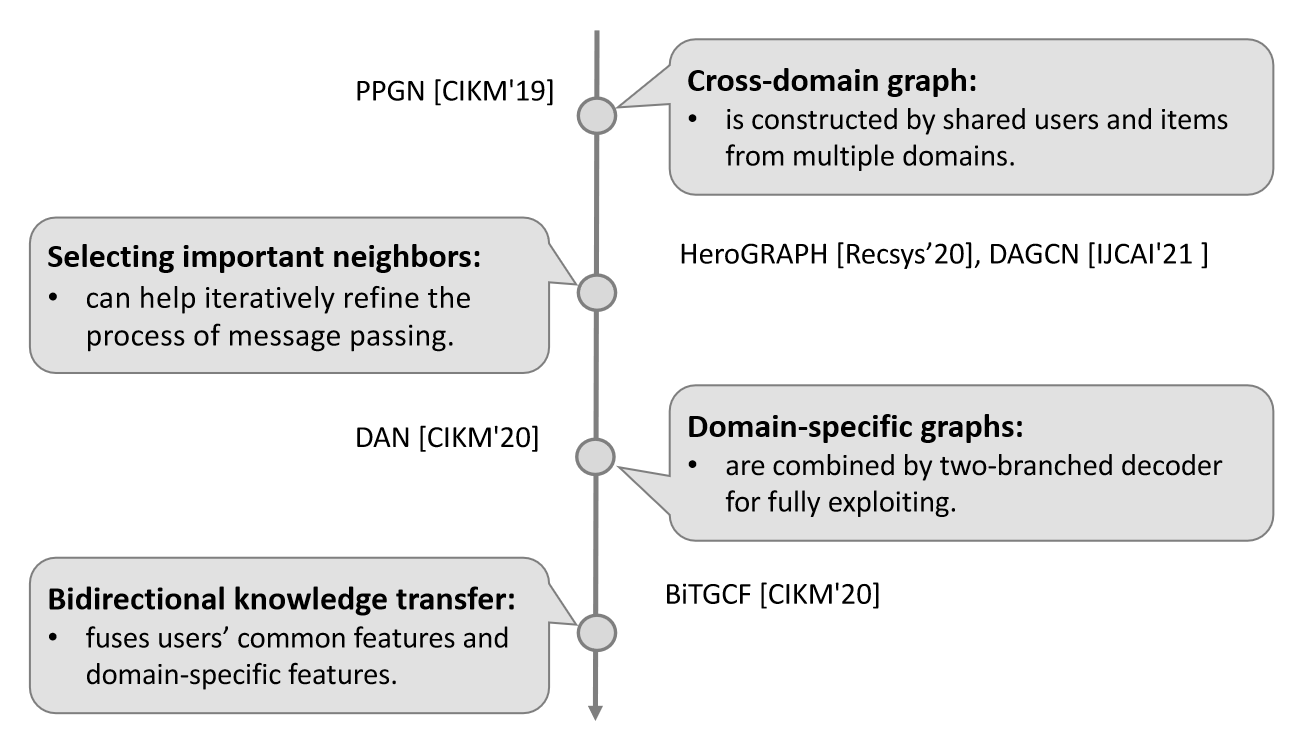 PPGN [CIKM'19]
Cross-domain graph:
• is constructed by shared users and items
from multiple domains.
Selecting important neighbors:
• can help iteratively refine the
process of message passing.
HeroGRAPH [Recsys’20], DAGCN [IJCAI'21 ]
DAN [CIKM'20]
Domain-specific graphs:
• are combined by two-branched decoder
for fully exploiting.
Bidirectional knowledge transfer:
• fuses users’ common features and
domain-specific features.
BiTGCF [CIKM'20]